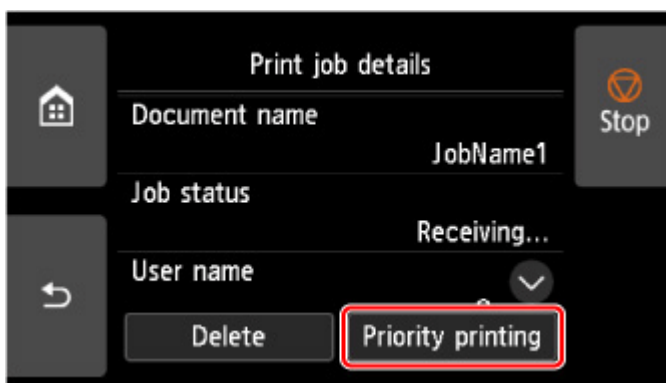 Print job details
Document name
JobName1
Stop
Job status
Receiving...
User name
Delete
Priority printing